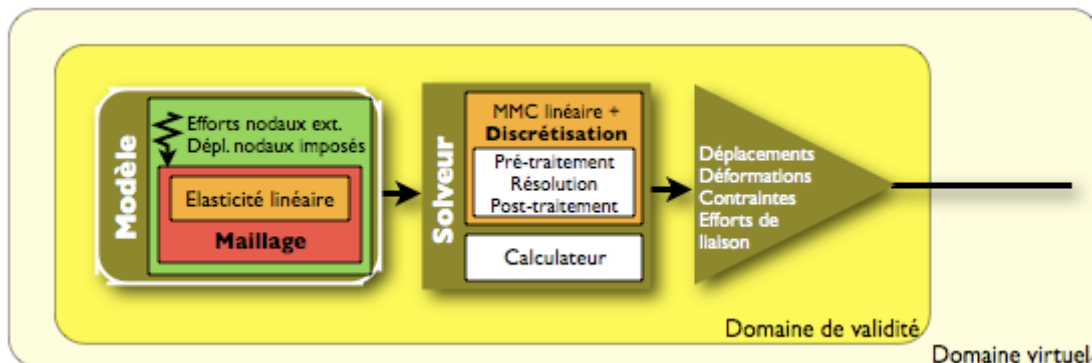 Modèle
Efforts nodaux ext.
Dépl. nodaux imposés
Elasticité linéaire
Maillage
Solveur
MMC linéaire +
Discrétisation
Pré-traitement
Résolution
Post-traitement
Calculateur
Déplacements
Déformations
Contraintes
Efforts de
liaison
Domaine de validité
Domaine virtuel